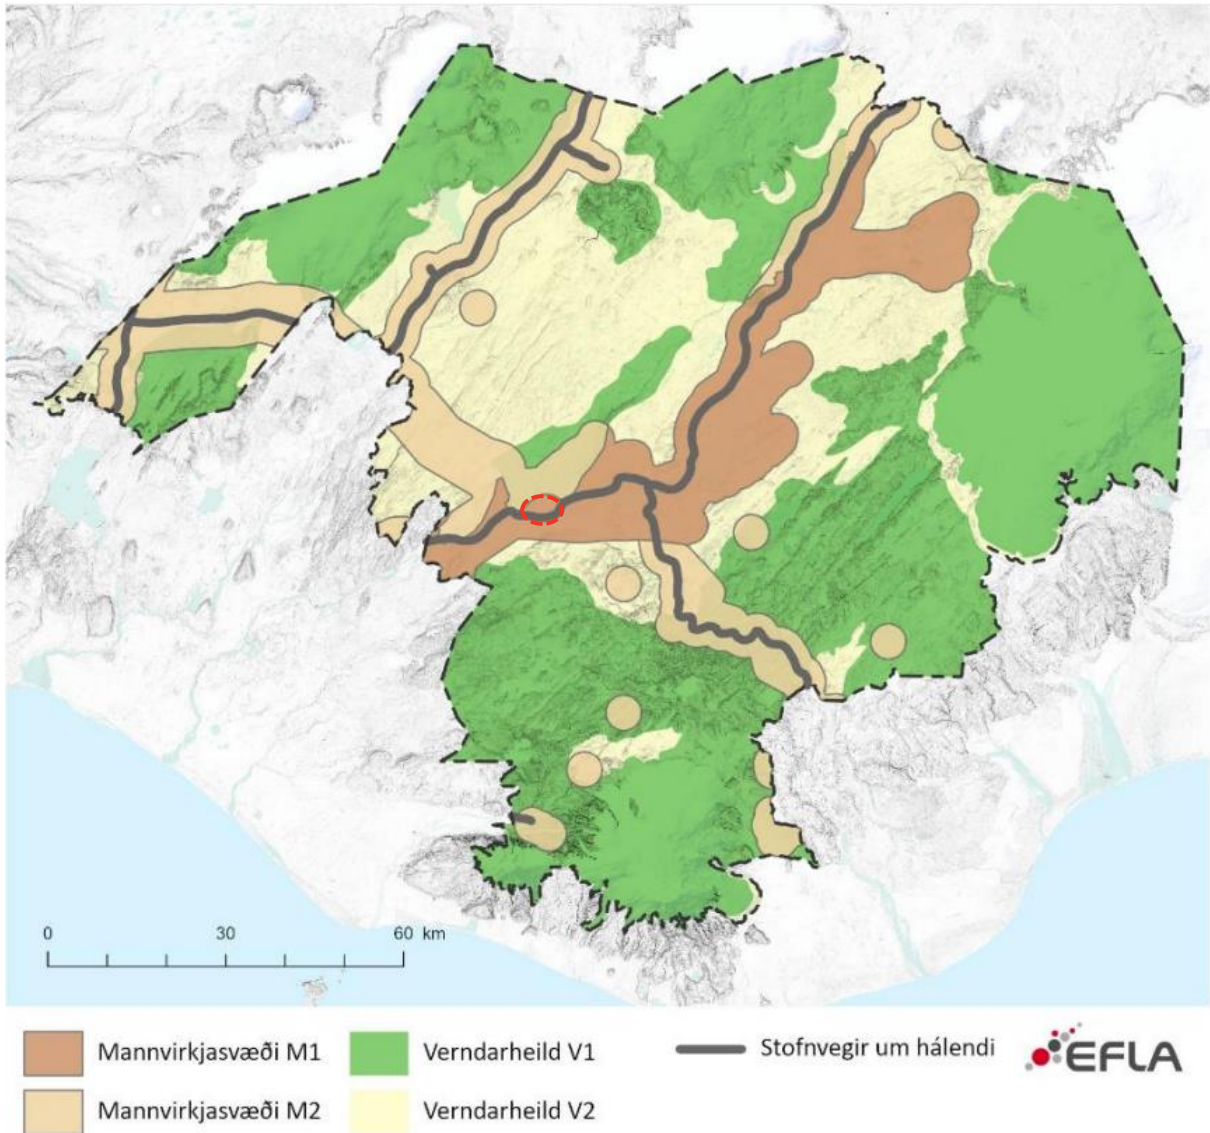 0 30 60 km
Mannvirkjasvæði M1 Verndarheild V1 Stofnvegir um hálendi EFLA
Mannvirkjasvæði M2 Verndarheild V2